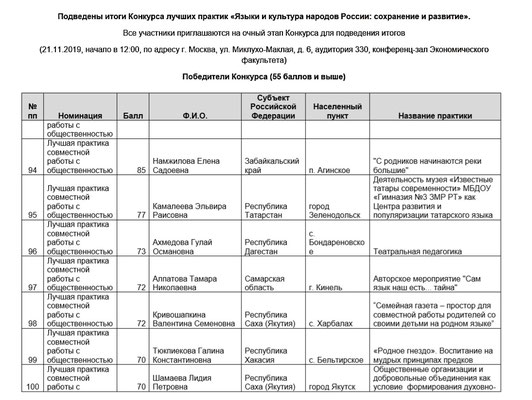 Подведены итоги Конкурса лучших практик «Языки и культура народов России: сохранение и развитие».
Все участники приглашаются на очный этап Конкурса для подведения итогов
(21.11.2019, начало в 12:00, по адресу г. Москва, ул. Миклухо-Маклая, д. 6, аудитория 330, конференц-зал Экономического
факультета)
Победители Конкурса (55 баллов и выше)
№ пп Номинация Балл Ф.И.О. Субъект Российской Федерации Населенный пункт Название практики
работы с общественностью
94 Лучшая практика совместной работы с общественностью 85 Намжилова Елена Садоевна Забайкальский край п. Агинское "С родников начинаются реки большие"
95 Лучшая практика совместной работы с общественностью 77 Камалеева Эльвира Раисовна Республика Татарстан город Зеленодольск Деятельность музея «Известные татары современности» МБДОУ «Гимназия №3 ЗМР РТ» как Центра развития и популяризации татарского языка
96 Лучшая практика совместной работы с общественностью 73 Ахмедова Гулай Османовна Республика Дагестан с. Бондареновское Театральная педагогика
97 Лучшая практика совместной работы с общественностью 72 Аппатова Тамара Николаевна Самарская область г. Кинель Авторское мероприятие "Сам язык наш есть... тайна"
98 Лучшая практика совместной работы с общественностью 72 Кривошапкина Валентина Семеновна Республика Саха (Якутия) с. Харбалах "Семейная газета – простор для совместной работы родителей со своими детьми на родном языке"
99 Лучшая практика совместной работы с общественностью 70 Тюкпиекова Галина Константиновна Республика Хакасия с. Бельтирское «Родное гнездо». Воспитание на мудрых принципах предков
100 Лучшая практика совместной работы с 70 Шамаева Лидия Петровна Республика Саха (Якутия) город Якутск Общественные организации и добровольные объединения как условие формирования духовно-